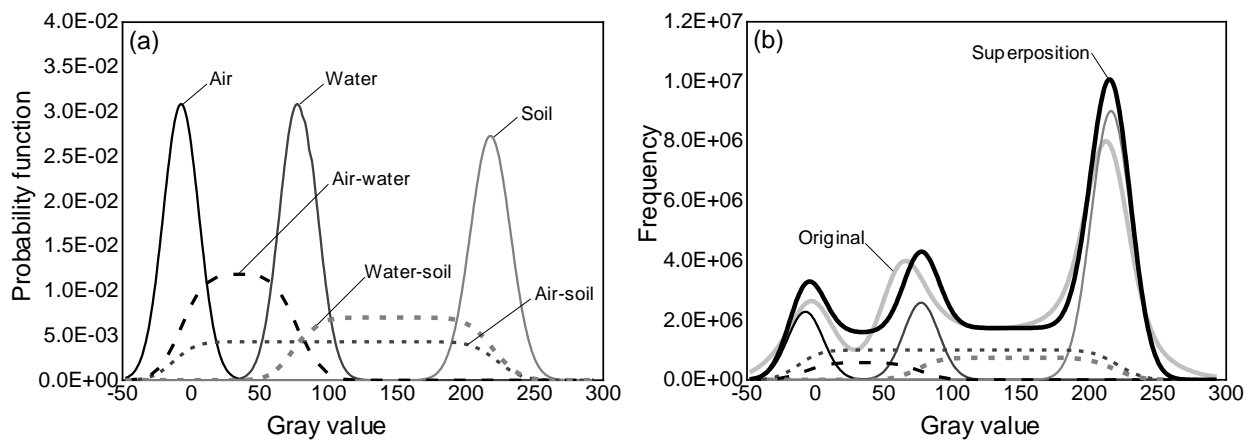 (a)
4.0E-02
3.5E-02
3.0E-02
2.5E-02
2.0E-02
1.5E-02
1.0E-02
5.0E-03
0.0E+00
Probability function
Air
Water
Soil
Air-water
Water-soil
Air-soil
-50 0 50 100 150 200 250 300
Gray value
(b)
1.2E+07
1.0E+07
8.0E+06
6.0E+06
4.0E+06
2.0E+06
0.0E+00
Frequency
Superposition
Original
-50 0 50 100 150 200 250 300
Gray value